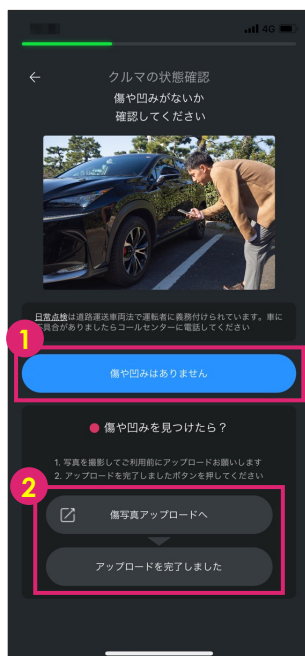 4G
クルマの状態確認
傷や凹みがないか
確認してください
日常点検は道路運送車両法で運転者に義務付けられています。車に
具合がありましたらコールセンターに電話してください
1
傷や凹みはありません
傷や凹みを見つけたら？
1. 写真を撮影してご利用前にアップロードお願いします
2. アップロードを完了しましたボタンを押してください
2
傷写真アップロードへ
アップロードを完了しました